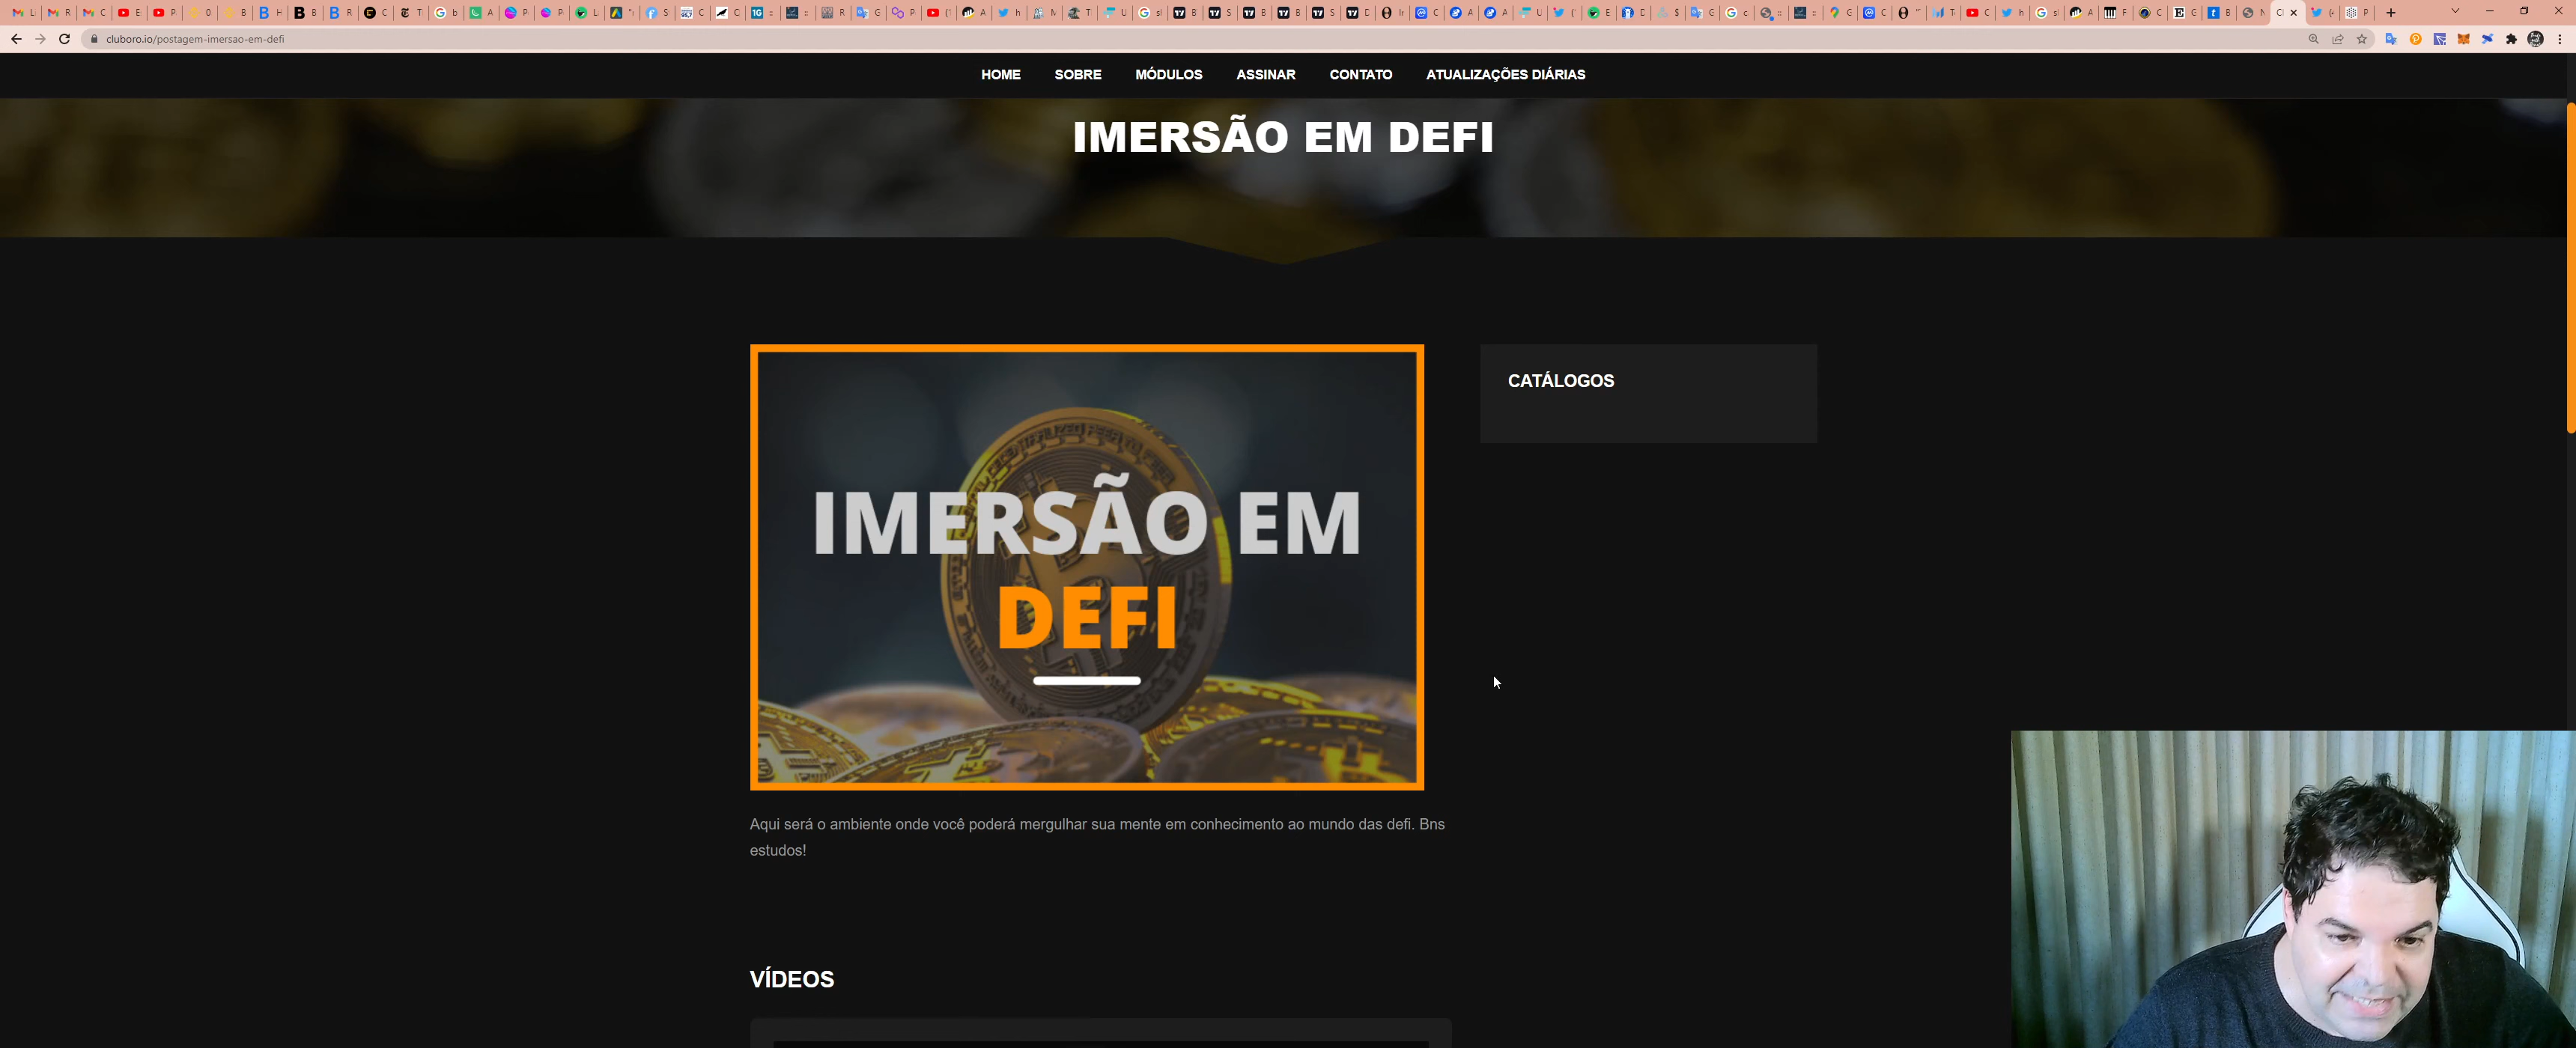 cluboro.io/postagem-imersao-em-defi
HOME SOBRE MÓDULOS ASSINAR CONTATO ATUALIZAÇÕES DIÁRIAS
IMERSÃO EM DEFI
IMERSÃO EM
DEFI
CATÁLOGOS
Aqui será o ambiente onde você poderá mergulhar sua mente em conhecimento ao mundo das defi. Bns
estudos!
VÍDEOS